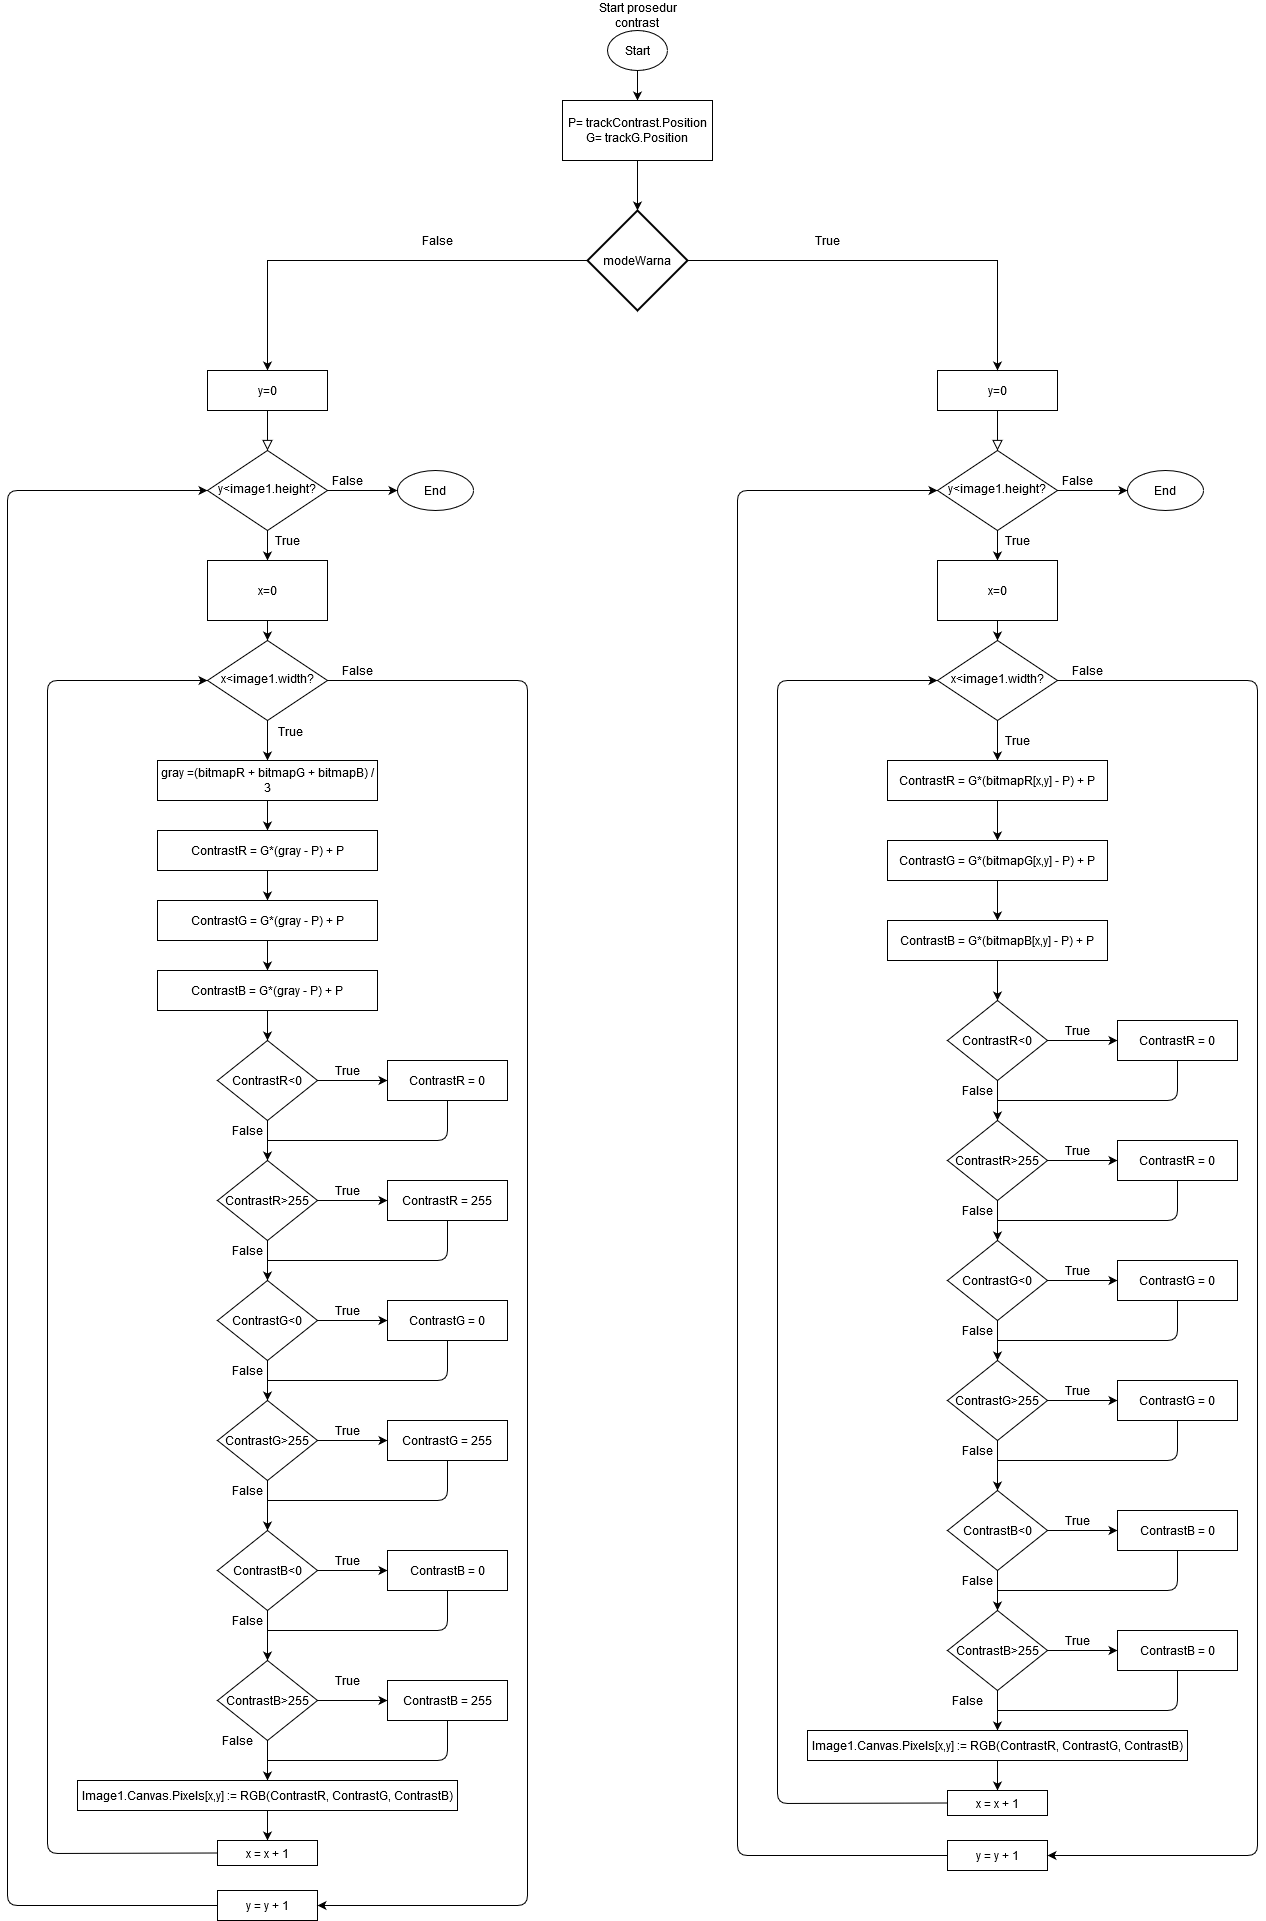 Start prosedur
contrast
Start
P= trackContrast.Position
G= trackG.Position
modeWarna
False
True
y=0
y<image1.height?
False
End
True
x=0
x<image1.width?
False
True
gray =(bitmapR + bitmapG + bitmapB) /
3
ContrastR = G*(gray - P) + P
ContrastG = G*(gray - P) + P
ContrastB = G*(gray - P) + P
ContrastR<0
True
ContrastR = 0
False
ContrastR>255
True
ContrastR = 255
False
ContrastG<0
True
ContrastG = 0
False
ContrastG>255
True
ContrastG = 255
False
ContrastB<0
True
ContrastB = 0
False
ContrastB>255
True
ContrastB = 255
False
Image1.Canvas.Pixels[x,y] := RGB(ContrastR, ContrastG, ContrastB)
x = x + 1
y = y + 1
y=0
y<image1.height?
False
End
True
x=0
x<image1.width?
False
True
ContrastR = G*(bitmapR[x,y] - P) + P
ContrastG = G*(bitmapG[x,y] - P) + P
ContrastB = G*(bitmapB[x,y] - P) + P
ContrastR<0
True
ContrastR = 0
False
ContrastR>255
True
ContrastR = 0
False
ContrastG<0
True
ContrastG = 0
False
ContrastG>255
True
ContrastG = 0
False
ContrastB<0
True
ContrastB = 0
False
ContrastB>255
True
ContrastB = 0
False
Image1.Canvas.Pixels[x,y] := RGB(ContrastR, ContrastG, ContrastB)
x = x + 1
y = y + 1